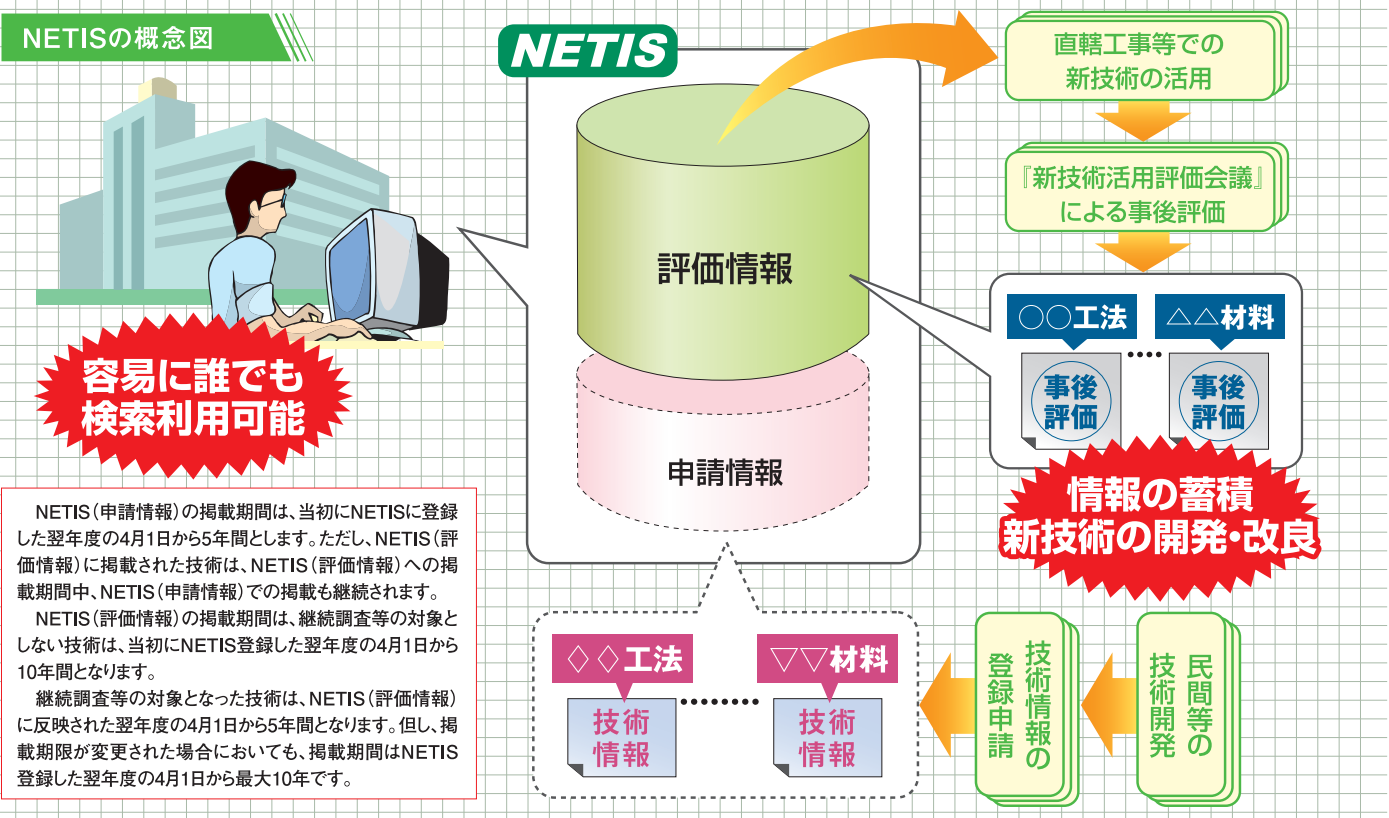 NETISの概念図
NETIS
直轄工事等での
新技術の活用
『新技術活用評価会議』
による事後評価
評価情報
申請情報
○○工法
△△材料
事後
評価
事後
評価
容易に誰でも
検索利用可能
情報の蓄積
新技術の開発・改良
NETIS（申請情報）の掲載期間は、当初にNETISに登録
した翌年度の4月1日から5年間とします。ただし、NETIS（評
価情報）に掲載された技術は、NETIS（評価情報）への掲
載期間中、NETIS（申請情報）での掲載も継続されます。
NETIS（評価情報）の掲載期間は、継続調査等の対象と
しない技術は、当初にNETIS登録した翌年度の4月1日から
10年間となります。
継続調査等の対象となった技術は、NETIS（評価情報）
に反映された翌年度の4月1日から5年間となります。但し、掲
載期限が変更された場合においても、掲載期間はNETIS
登録した翌年度の4月1日から最大10年です。
◇◇工法
▽▽材料
技術
情報
技術
情報
技術情報の
登録申請
民間等の
技術開発